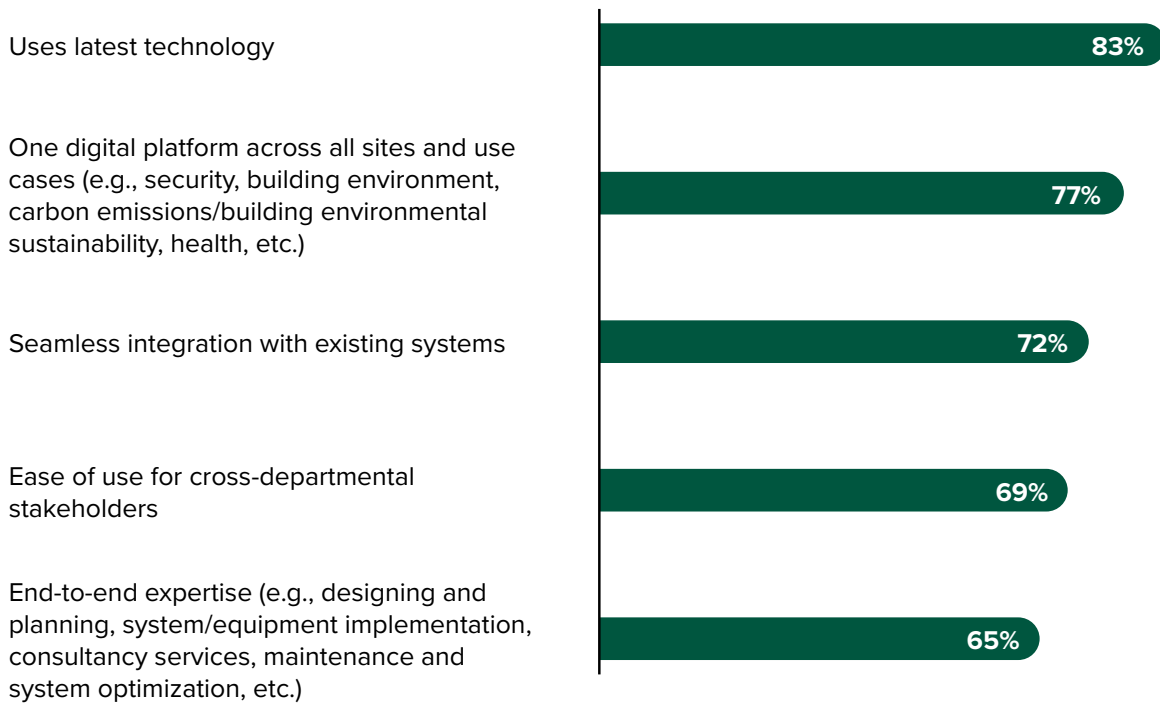 Uses latest technology
83%
One digital platform across all sites and use
cases (e.g., security, building environment,
carbon emissions/building environmental
sustainability, health, etc.)
77%
Seamless integration with existing systems
72%
Ease of use for cross-departmental
stakeholders
69%
End-to-end expertise (e.g., designing and
planning, system/equipment implementation,
consultancy services, maintenance and
system optimization, etc.)
65%